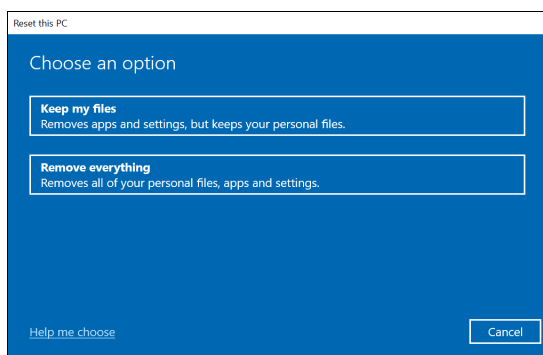 Reset this PC
Choose an option
Keep my files
Removes apps and settings, but keeps your personal files.
Remove everything
Removes all of your personal files, apps and settings.
Help me choose
Cancel